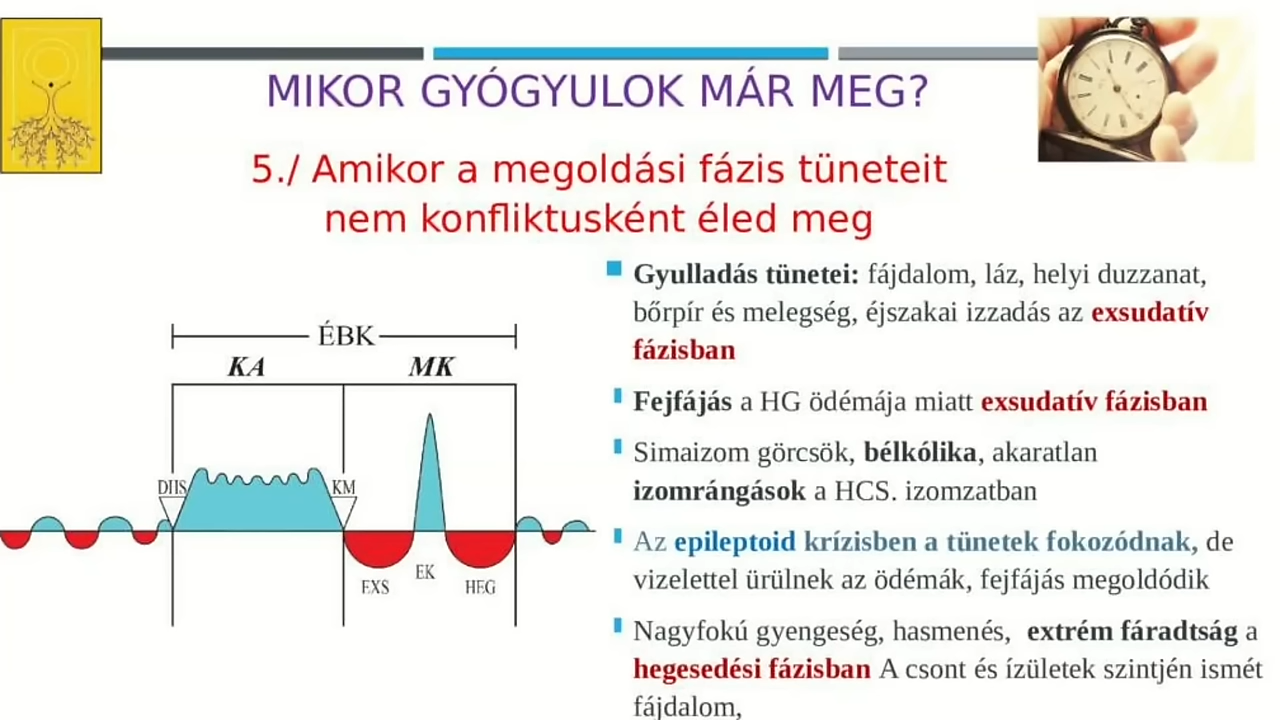 MIKOR GYÓGYULOK MÁR MEG?
5./ Amikor a megoldási fázis tüneteit
nem konfliktusként éled meg
ÉBK
KA
MK
DHS
KM
EXS
EK
HEG
Gyulladás tünetei: fájdalom, láz, helyi duzzanat,
bőrpír és melegség, éjszakai izzadás az exsudatív
fázisban
Fejfájás a HG ödémája miatt exsudatív fázisban
Simaizom görcsök, bélkólika, akaratlan
izomrángások a HCS. izomzatban
Az epileptoid krízisben a tünetek fokozódnak, de
vizelettel ürülnek az ödémák, fejfájás megoldódik
Nagyfokú gyengeség, hasmenés, extrém fáradtság a
hegesedési fázisban A csont és ízületek szintjén ismét
fájdalom,